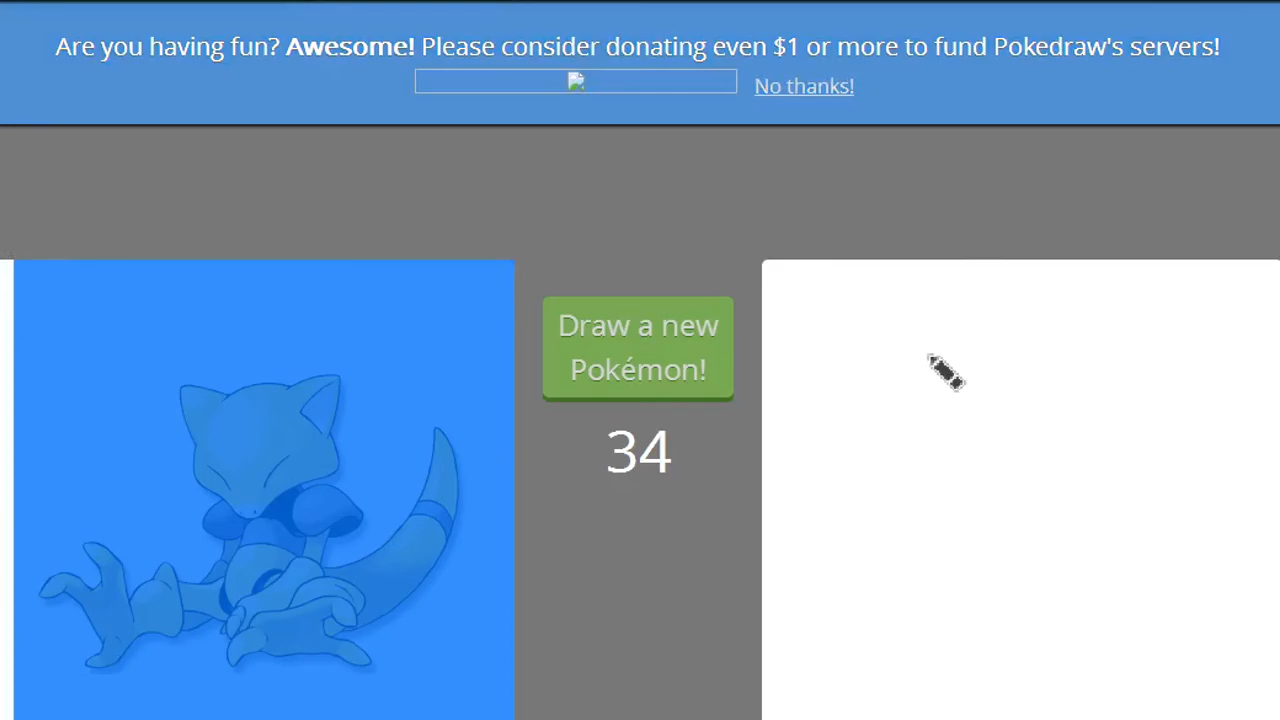 Are you having fun? Awesome! Please consider donating even $1 or more to fund Pokedraw's servers!
No thanks!
Draw a new
Pokémon!
34